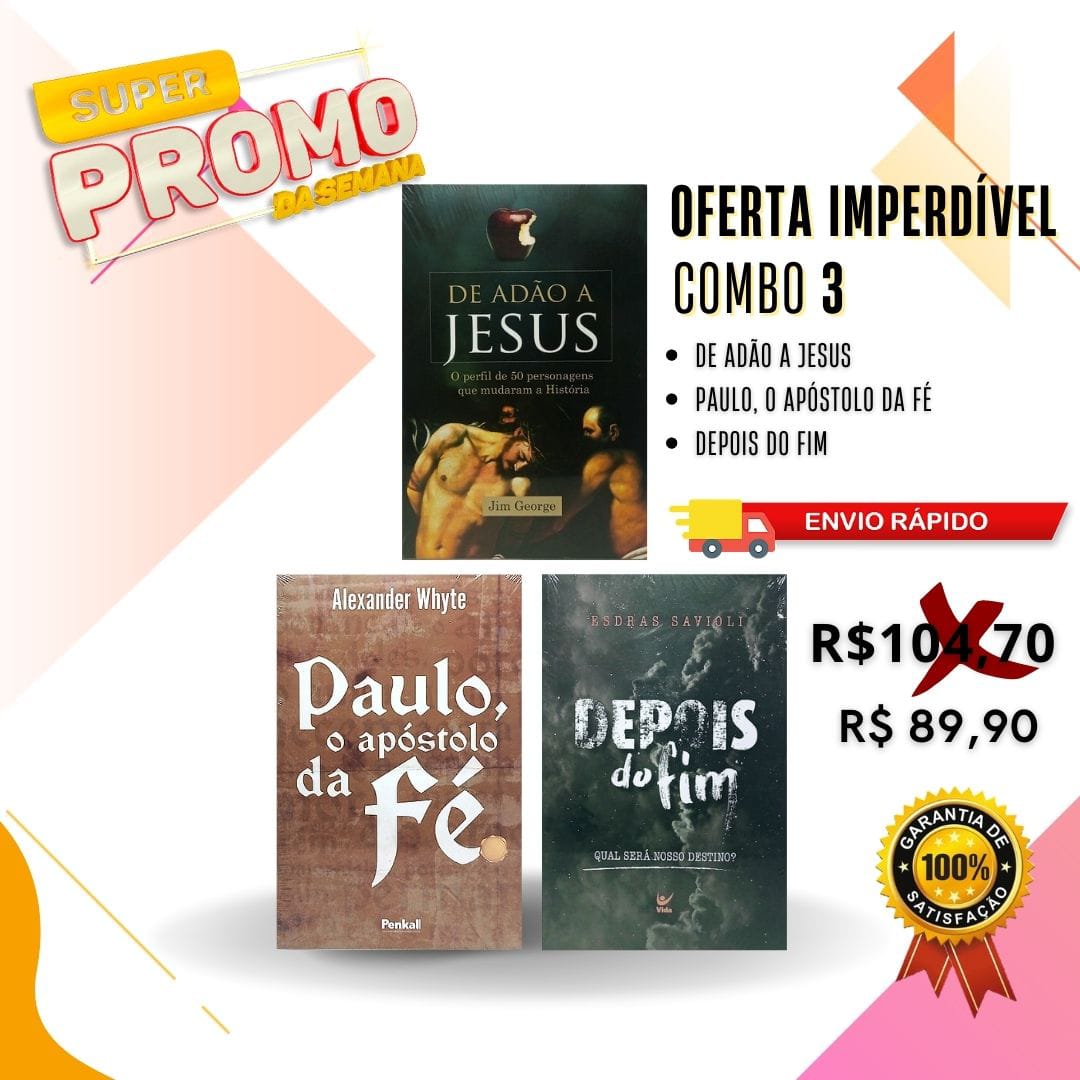 SUPER
PROMO
DA SEMANA
OFERTA IMPERDÍVEL
COMBO 3
• DE ADÃO A JESUS
• PAULO, O APÓSTOLO DA FÉ
• DEPOIS DO FIM
ENVIO RÁPIDO
R$104,70
R$ 89,90
GARANTIA DE
100%
SATISFAÇÃO
DE ADÃO A
JESUS
O perfil de 50 personagens
que mudaram a História
Jim George
Alexander Whyte
Paulo,
o apóstolo
da
Fé
Penkal
ESDRAS SAVIOLI
DEPOIS
do fim
QUAL SERÁ NOSSO DESTINO?
Vida